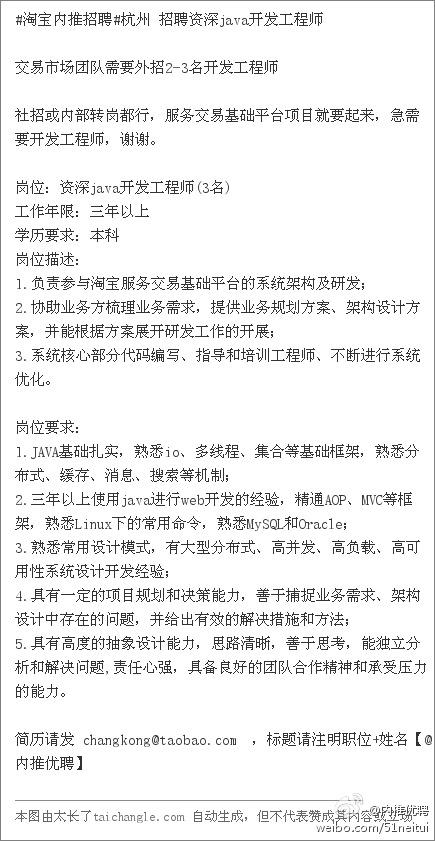 #淘宝内推招聘#杭州 招聘资深java开发工程师
交易市场团队需要外招2-3名开发工程师
社招或内部转岗都行，服务交易基础平台项目就要起来，急需
要开发工程师，谢谢。
岗位：资深java开发工程师(3名)
工作年限：三年以上
学历要求：本科
岗位描述：
1.负责参与淘宝服务交易基础平台的系统架构及研发；
2.协助业务方梳理业务需求，提供业务规划方案、架构设计方
案，并能根据方案展开研发工作的开展；
3.系统核心部分代码编写、指导和培训工程师、不断进行系统
优化。
岗位要求：
1.JAVA基础扎实，熟悉io、多线程、集合等基础框架，熟悉分
布式、缓存、消息、搜索等机制；
2.三年以上使用java进行web开发的经验，精通AOP、MVC等框
架，熟悉Linux下的常用命令，熟悉MySQL和Oracle；
3.熟悉常用设计模式，有大型分布式、高并发、高负载、高可
用性系统设计开发经验；
4.具有一定的项目规划和决策能力，善于捕捉业务需求、架构
设计中存在的问题，并给出有效的解决措施和方法；
5.具有高度的抽象设计能力，思路清晰，善于思考，能独立分
析和解决问题,责任心强，具备良好的团队合作精神和承受压力
的能力。
简历请发 changkong@taobao.com ，标题请注明职位+姓名【@
内推优聘】
本图由太长了taichangle.com 自动生成，但不代表赞成其内容或立场
@内推优聘
weibo.com/51neitui